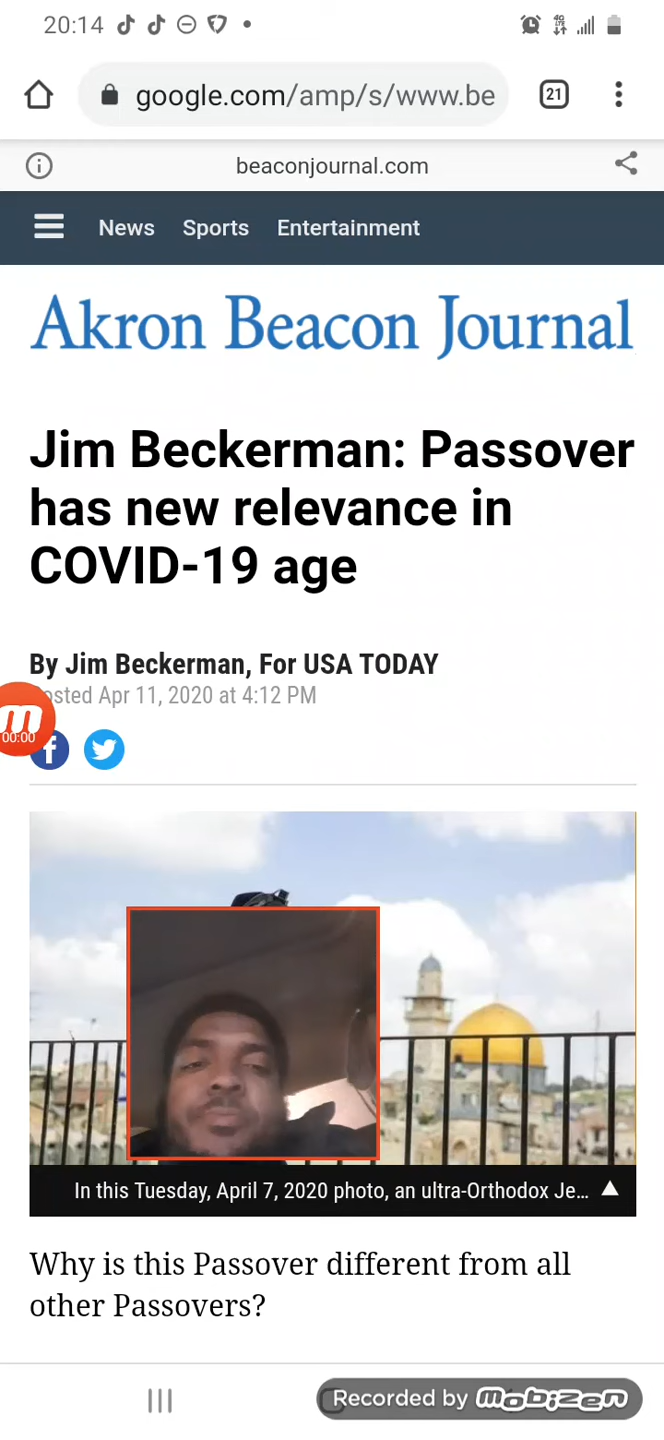 20:14
4G
LTE
google.com/amp/s/www.be
21
beaconjournal.com
News Sports Entertainment
Akron Beacon Journal
Jim Beckerman: Passover
has new relevance in
COVID-19 age
By Jim Beckerman, For USA TODAY
osted Apr 11, 2020 at 4:12 PM
00:00
In this Tuesday, April 7, 2020 photo, an ultra-Orthodox Je...
Why is this Passover different from all
other Passovers?
Recorded by mobizen